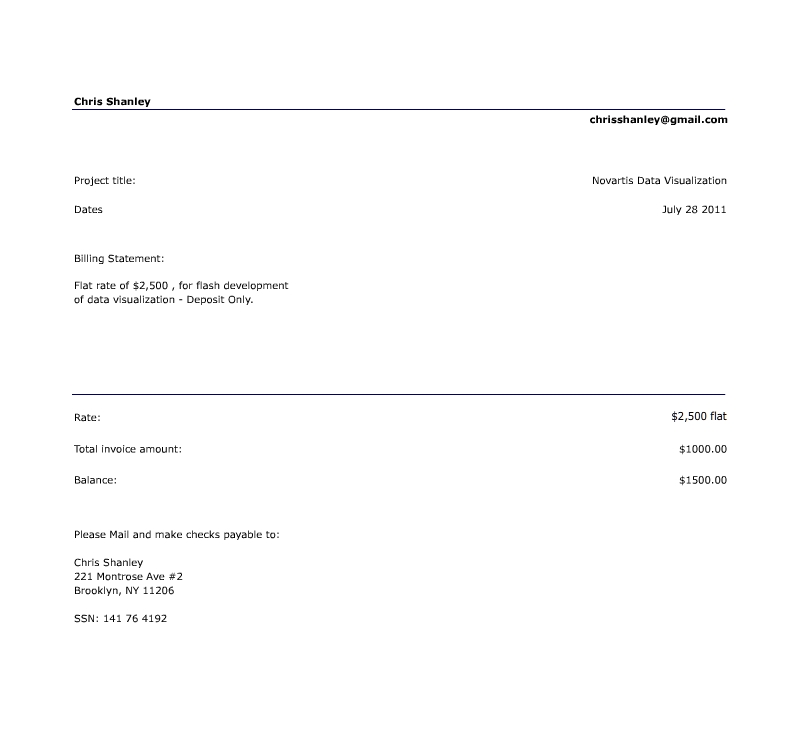 Chris Shanley
chrisshanley@gmail.com
Project title: Novartis Data Visualization
Dates July 28 2011
Billing Statement:
Flat rate of $2,500 , for flash development
of data visualization - Deposit Only.
Rate: $2,500 flat
Total invoice amount: $1000.00
Balance: $1500.00
Please Mail and make checks payable to:
Chris Shanley
221 Montrose Ave #2
Brooklyn, NY 11206
SSN: 141 76 4192